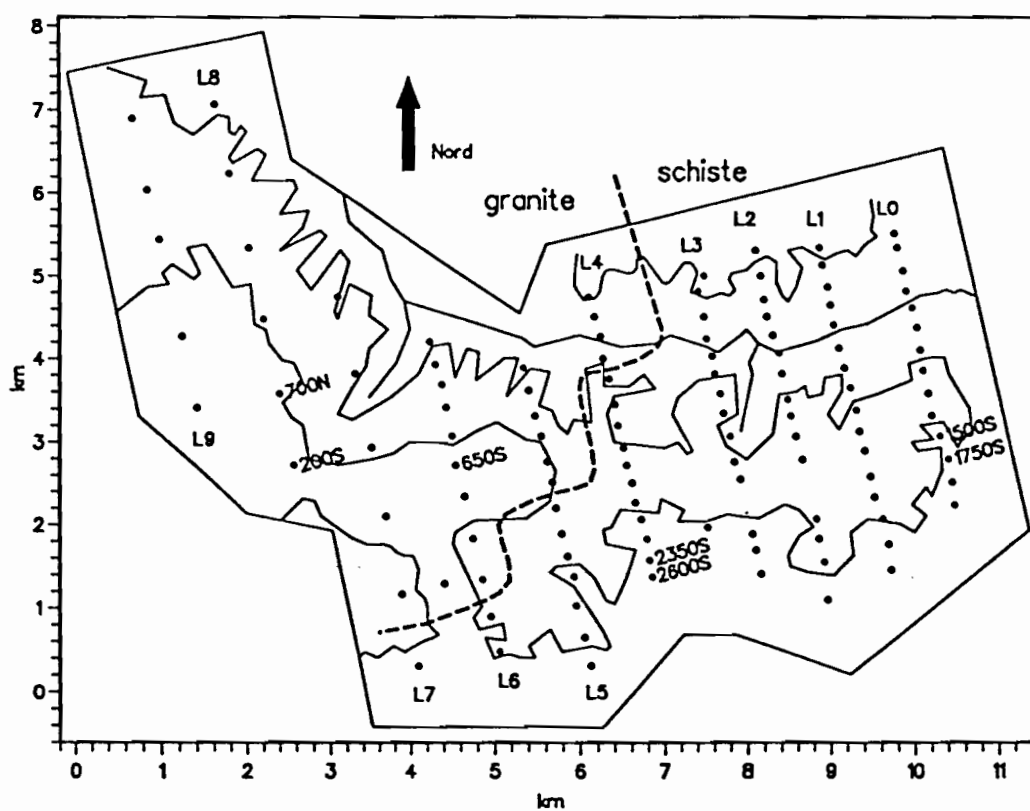 8
7
6
5
4
3
2
1
0
km
L8
Nord
schiste
granite
L0
L1
L2
L3
L4
700N
L9
200S
650S
1500S
1750S
2350S
2600S
L7
L6
L5
0 1 2 3 4 5 6 7 8 9 10 11
km